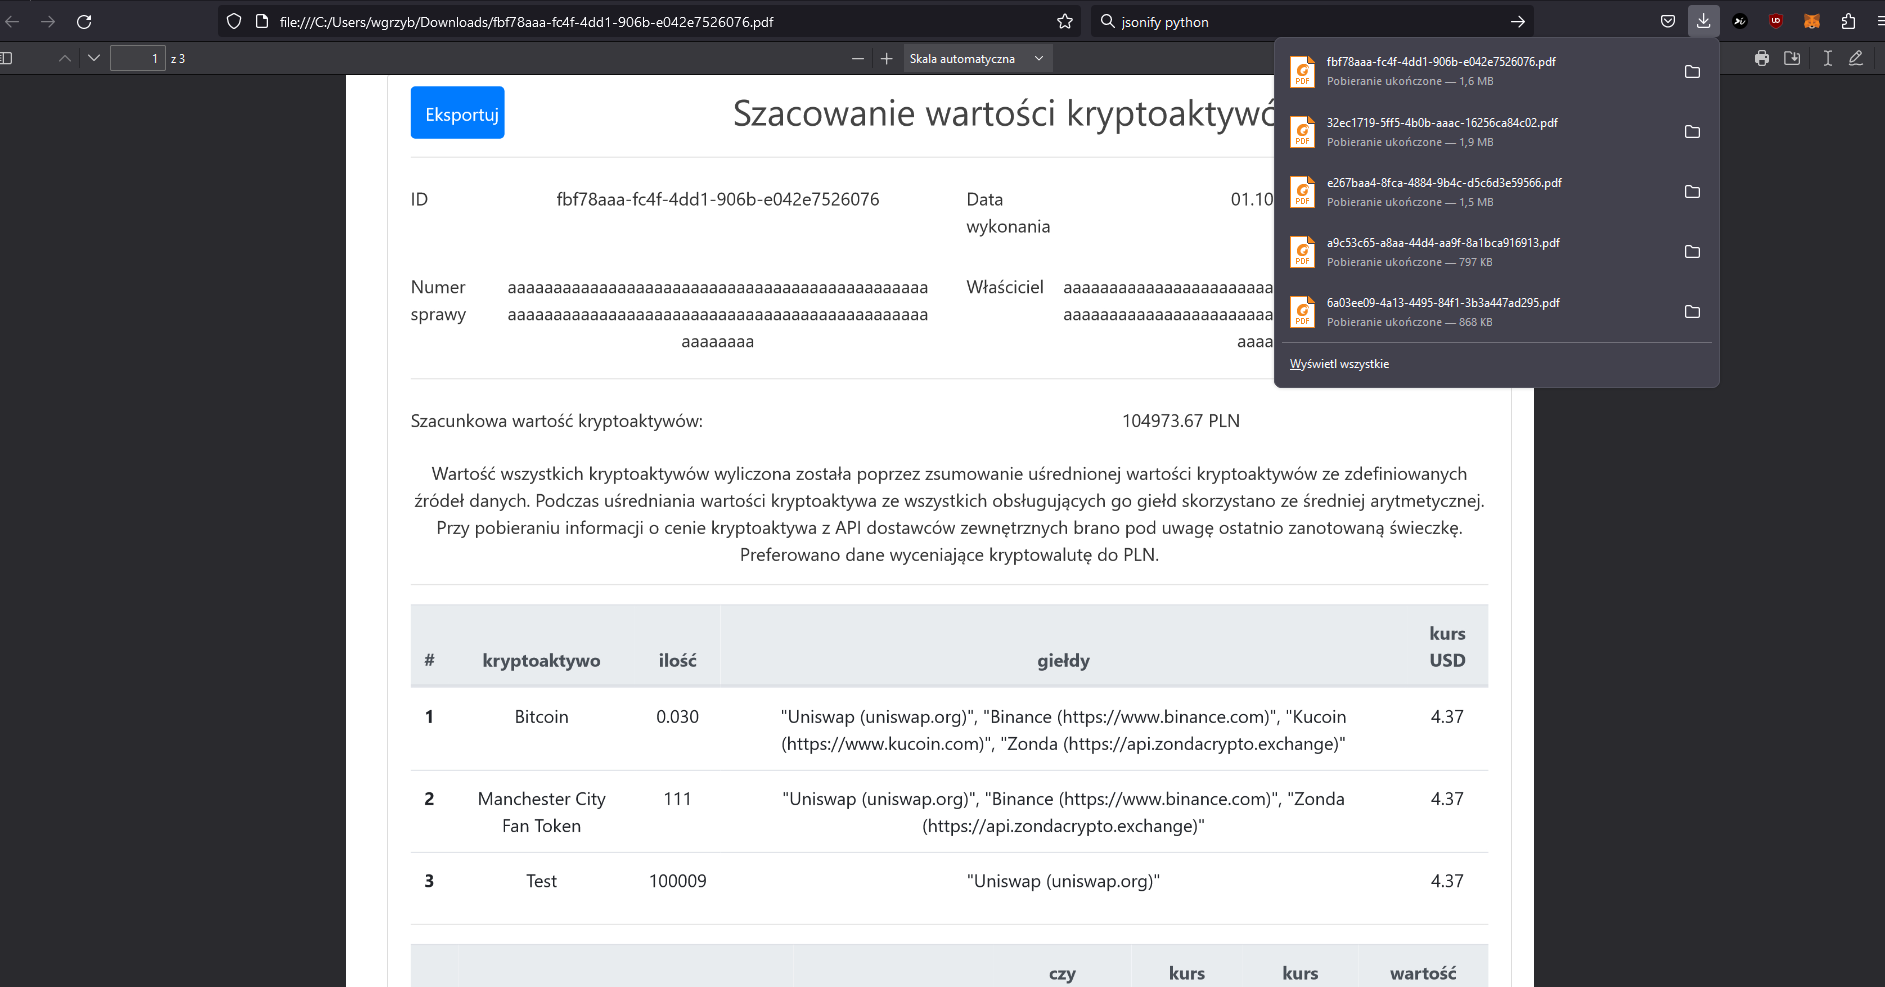 file:///C:/Users/wgrzyb/Downloads/fbf78aaa-fc4f-4dd1-906b-e042e7526076.pdf
jsonify python
1 z 3
Skala automatyczna
fbf78aaa-fc4f-4dd1-906b-e042e7526076.pdf
Pobieranie ukończone — 1,6 MB
32ec1719-5ff5-4b0b-aaac-16256ca84c02.pdf
Pobieranie ukończone — 1,9 MB
e267baa4-8fca-4884-9b4c-d5c6d3e59566.pdf
Pobieranie ukończone — 1,5 MB
a9c53c65-a8aa-44d4-aa9f-8a1bca916913.pdf
Pobieranie ukończone — 797 KB
6a03ee09-4a13-4495-84f1-3b3a447ad295.pdf
Pobieranie ukończone — 868 KB
Wyświetl wszystkie
Eksportuj
Szacowanie wartości kryptoaktywó
ID fbf78aaa-fc4f-4dd1-906b-e042e7526076 Data wykonania 01.10
Numer sprawy
aaaaaaaaaaaaaaaaaaaaaaaaaaaaaaaaaaaaaaaaaaaaaa
aaaaaaaaaaaaaaaaaaaaaaaaaaaaaaaaaaaaaaaaaaaaaa
aaaaaaaa
Właściciel
aaaaaaaaaaaaaaaaaaaaaaa
aaaaaaaaaaaaaaaaaaaaaaa
aaaa
Szacunkowa wartość kryptoaktywów: 104973.67 PLN
Wartość wszystkich kryptoaktywów wyliczona została poprzez zsumowanie uśrednionej wartości kryptoaktywów ze zdefiniowanych
źródeł danych. Podczas uśredniania wartości kryptoaktywa ze wszystkich obsługujących go giełd skorzystano ze średniej arytmetycznej.
Przy pobieraniu informacji o cenie kryptoaktywa z API dostawców zewnętrznych brano pod uwagę ostatnio zanotowaną świeczkę.
Preferowano dane wyceniające kryptowalutę do PLN.
# kryptoaktywo ilość giełdy kurs USD
1 Bitcoin 0.030 "Uniswap (uniswap.org)", "Binance (https://www.binance.com)", "Kucoin
(https://www.kucoin.com)", "Zonda (https://api.zondacrypto.exchange)" 4.37
2 Manchester City Fan Token 111 "Uniswap (uniswap.org)", "Binance (https://www.binance.com)", "Zonda
(https://api.zondacrypto.exchange)" 4.37
3 Test 100009 "Uniswap (uniswap.org)" 4.37
czy kurs kurs wartość